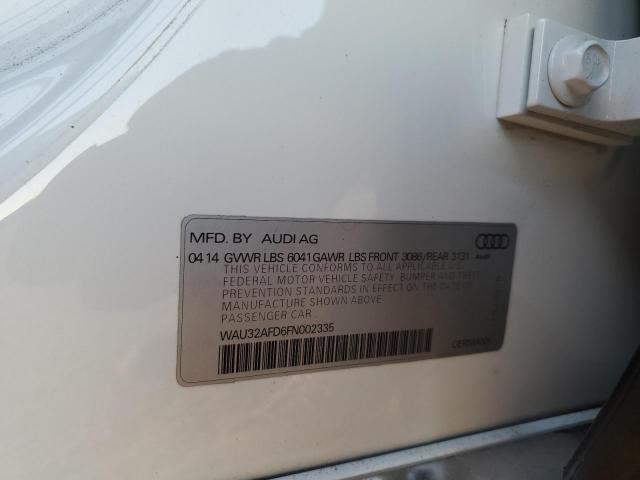 MFD. BY AUDI AG
04 14 GVWR LBS 6041 GAWR LBS FRONT 3086/REAR 3131
Audi
THIS VEHICLE CONFORMS TO ALL APPLICABLE U.S.
FEDERAL MOTOR VEHICLE SAFETY, BUMPER AND THEFT
PREVENTION STANDARDS IN EFFECT ON THE DATE OF
MANUFACTURE SHOWN ABOVE
PASSENGER CAR
WAU32AFD6FN002335
GERMANY